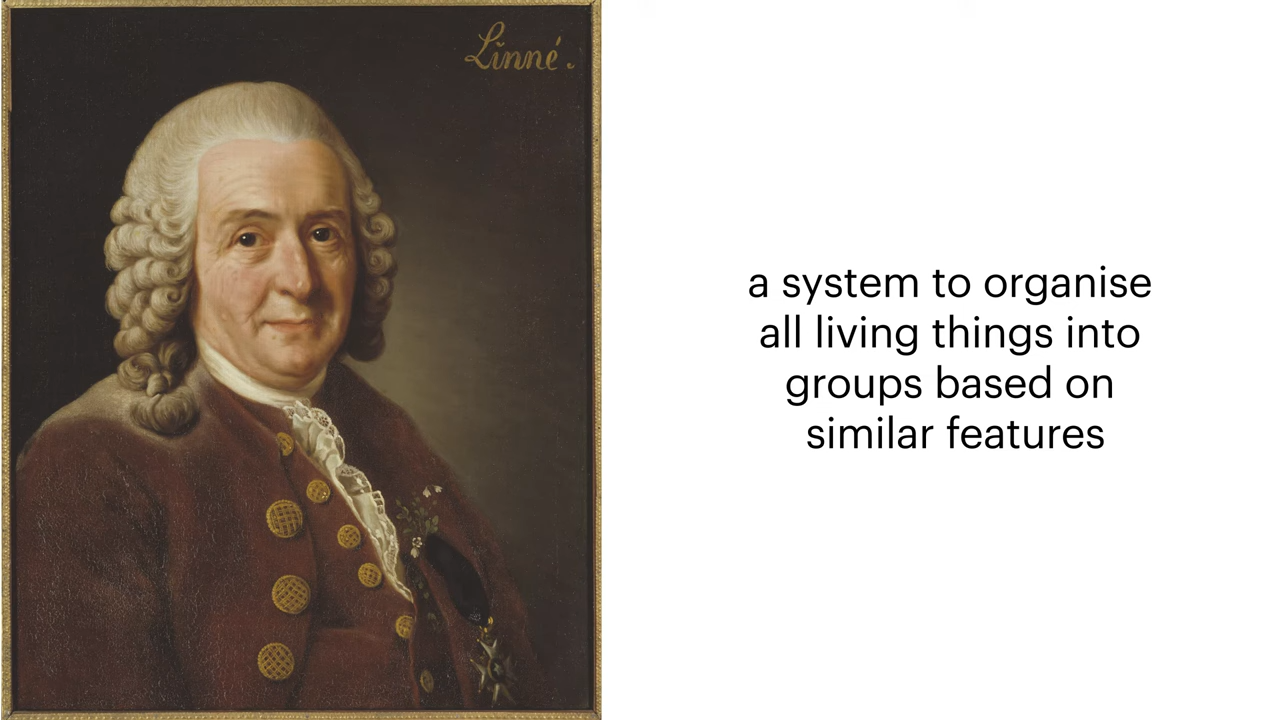 Linné.
a system to organise
all living things into
groups based on
similar features